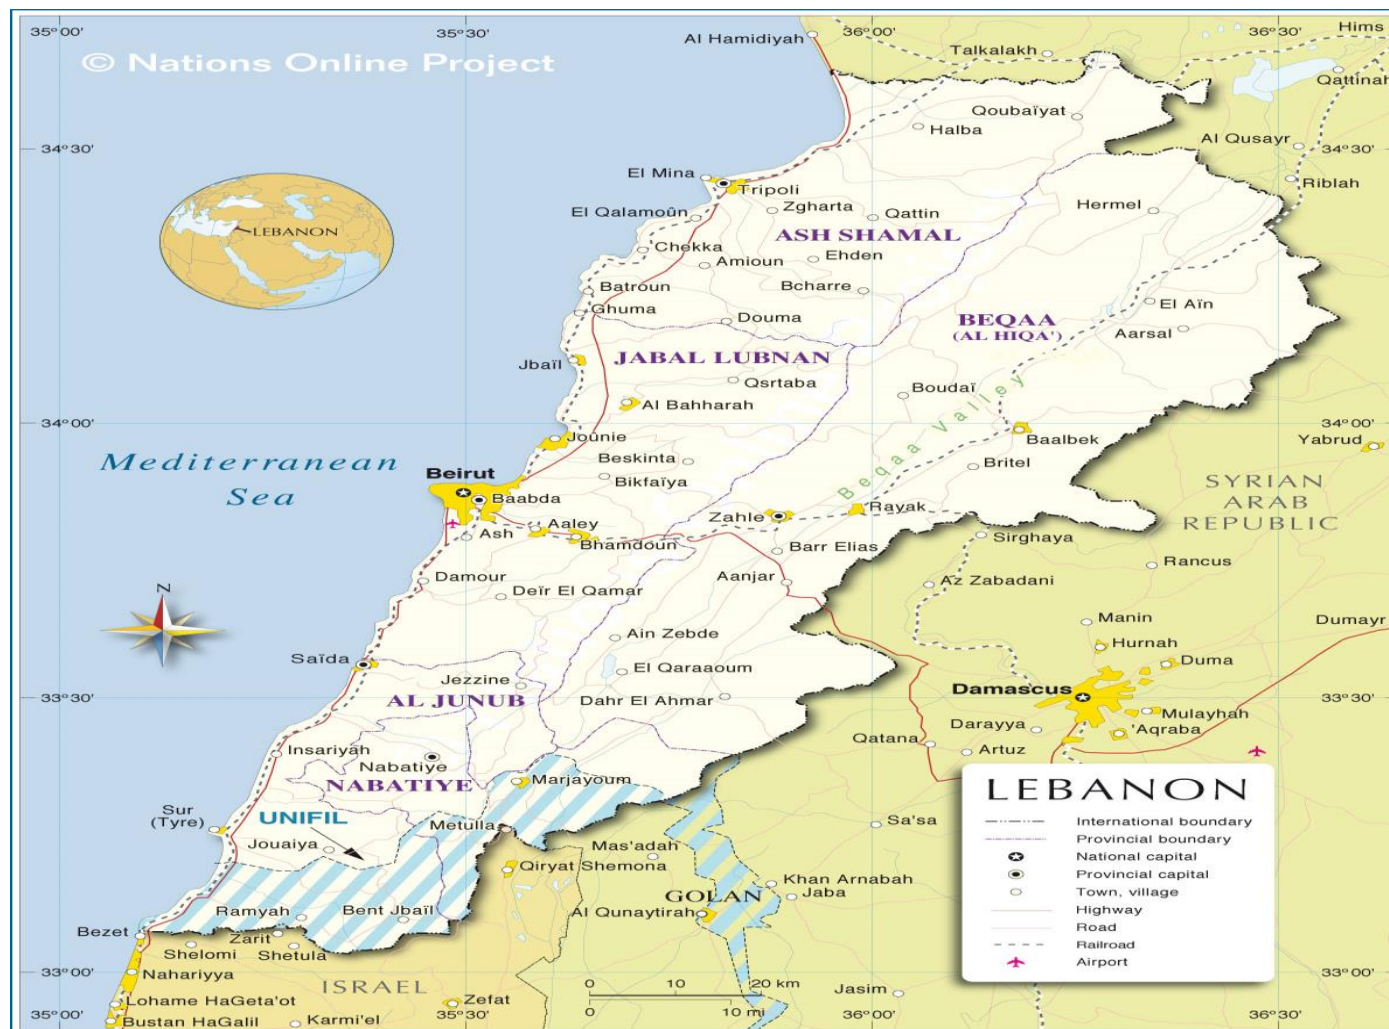 35°00'
35°30'
36°00'
36°30'
Hims
Al Hamidiyah
Talkalakh
© Nations Online Project
Qattinah
Qoubaïyat
Halba
Al Qusayr
34°30'
34°30'
El Mina
Tripoli
Riblah
Zgharta
Qattin
Hermel
El Qalamoûn
LEBANON
ASH SHAMAL
Chekka
Amioun
Ehden
Batroun
Bcharre
El Aïn
Ghuma
Douma
BEQAA
(AL HIQA')
Aarsal
Jbaïl
JABAL LUBNAN
Qsrtaba
Boudaï
Al Bahharah
Beqaa Valley
34°00'
34°00'
Jounie
Baalbek
Yabrud
Mediterranean
Sea
Beskinta
Britel
Beirut
Bikfaïya
Baabda
SYRIAN
ARAB
REPUBLIC
Zahle
Rayak
Aaley
Ash
Bhamdoun
Barr Elias
Sirghaya
Rancus
Damour
Aanjar
Az Zabadani
Deïr El Qamar
N
Manin
Dumayr
Ain Zebde
Hurnah
Saïda
El Qaraaoum
Duma
Jezzine
33°30'
AL JUNUB
Dahr El Ahmar
Damascus
33°30'
Mulayhah
Darayya
'Aqraba
Insariyah
Qatana
Artuz
Nabatiye
NABATIYE
Marjayoum
LEBANON
Sur
(Tyre)
UNIFIL
Metulla
Sa'sa
International boundary
Provincial boundary
Jouaiya
Mas'adah
National capital
Qiryat Shemona
Provincial capital
Khan Arnabah
Town, village
GOLAN
Jaba
Ramyah
Bent Jbaïl
Al Qunaytirah
Highway
Road
Bezet
Zarit
Railroad
Shelomi
Shetula
Airport
33°00'
Nahariyya
33°00'
ISRAEL
0 10 20 km
Jasim
Lohame HaGeta'ot
Zefat
0 10 mi
Bustan HaGalil
Karmi'el
35°00'
35°30'
36°00'
36°30'